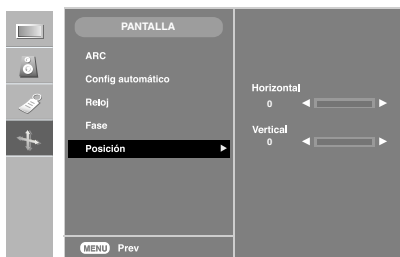 PANTALLA
ARC
Config automático
Reloj
Fase
Posición
Horizontal
0
Vertical
0
MENU Prev